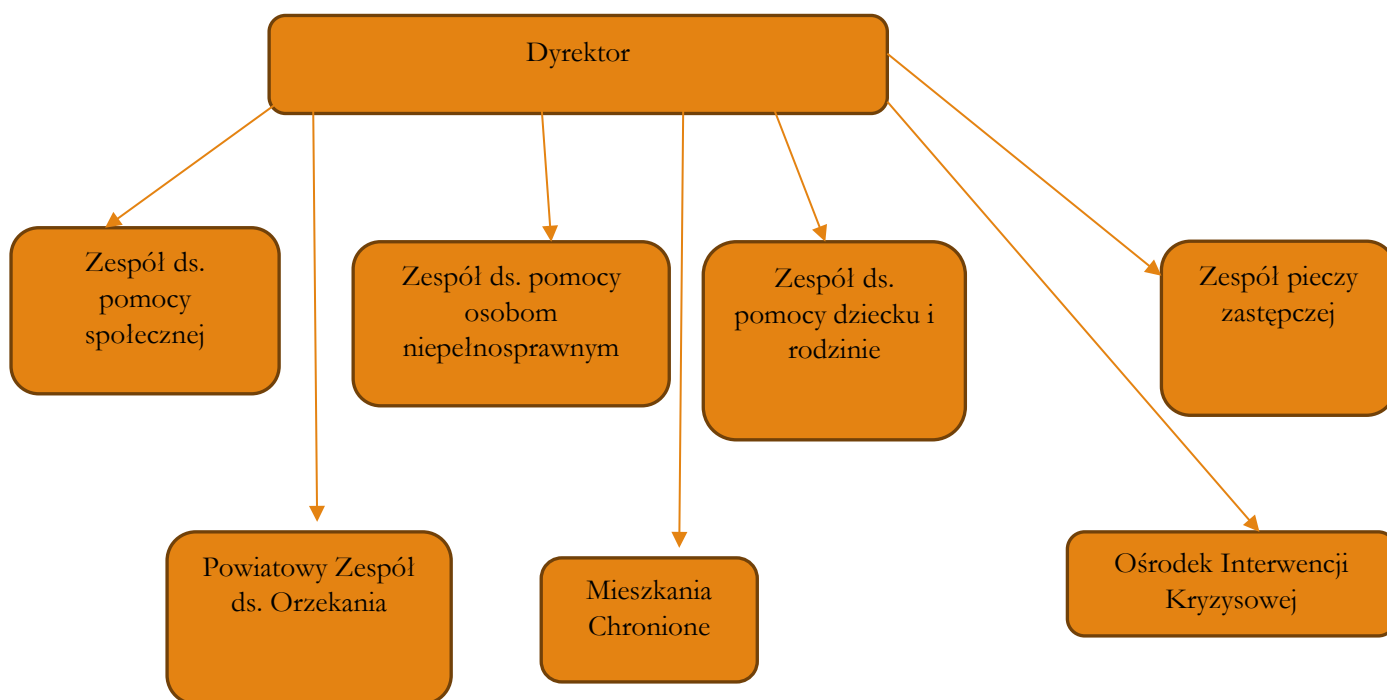 Dyrektor
Zespół ds.
pomocy
społecznej
Zespół ds. pomocy
osobom
niepełnosprawnym
Zespół ds.
pomocy dziecku i
rodzinie
Zespół pieczy
zastępczej
Powiatowy Zespół
ds. Orzekania
Mieszkania
Chronione
Ośrodek Interwencji
Kryzysowej